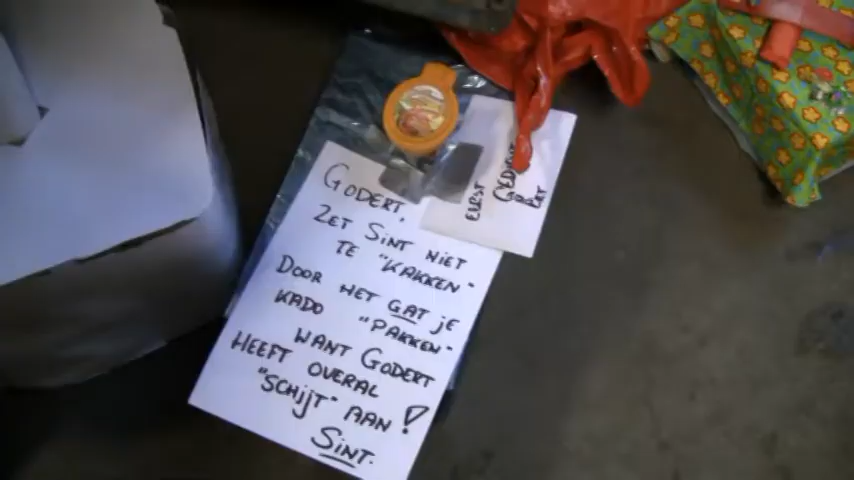 GODERT,
ZET SINT NIET
TE "KAKKEN"
DOOR HET GAT JE
KADO "PAKKEN"
WANT GODERT
HEEFT OVERAL
"SCHIJT" AAN!
SINT.
EERST